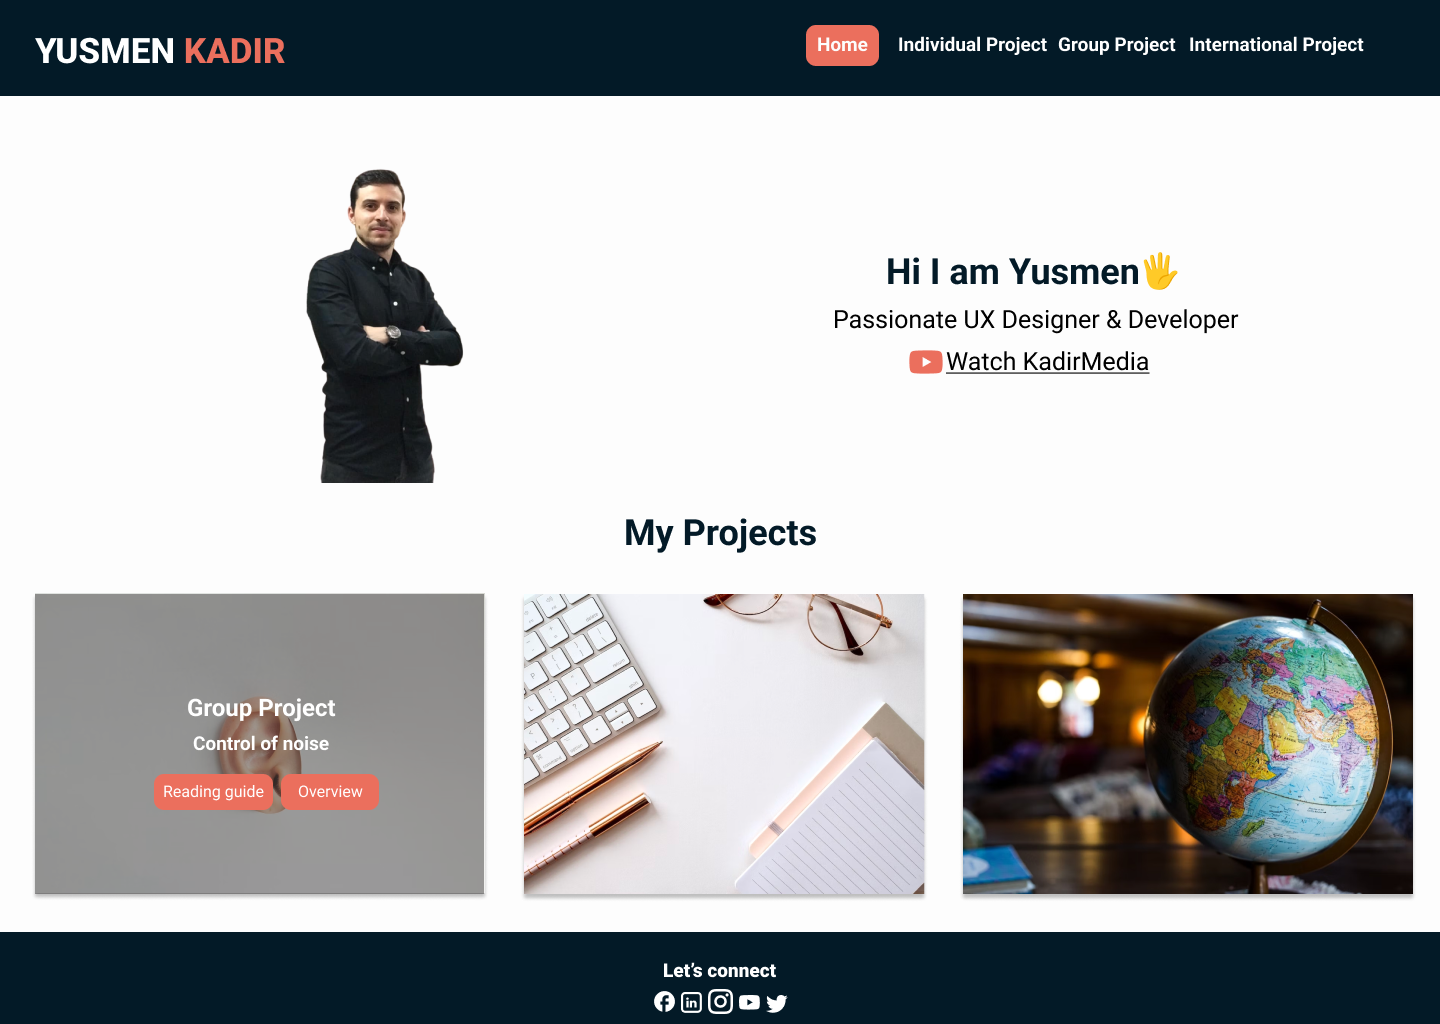 YUSMEN KADIR
Home Individual Project Group Project International Project
Hi I am Yusmen🖐
Passionate UX Designer & Developer
Watch KadirMedia
My Projects
Group Project
Control of noise
Reading guide Overview
Let’s connect